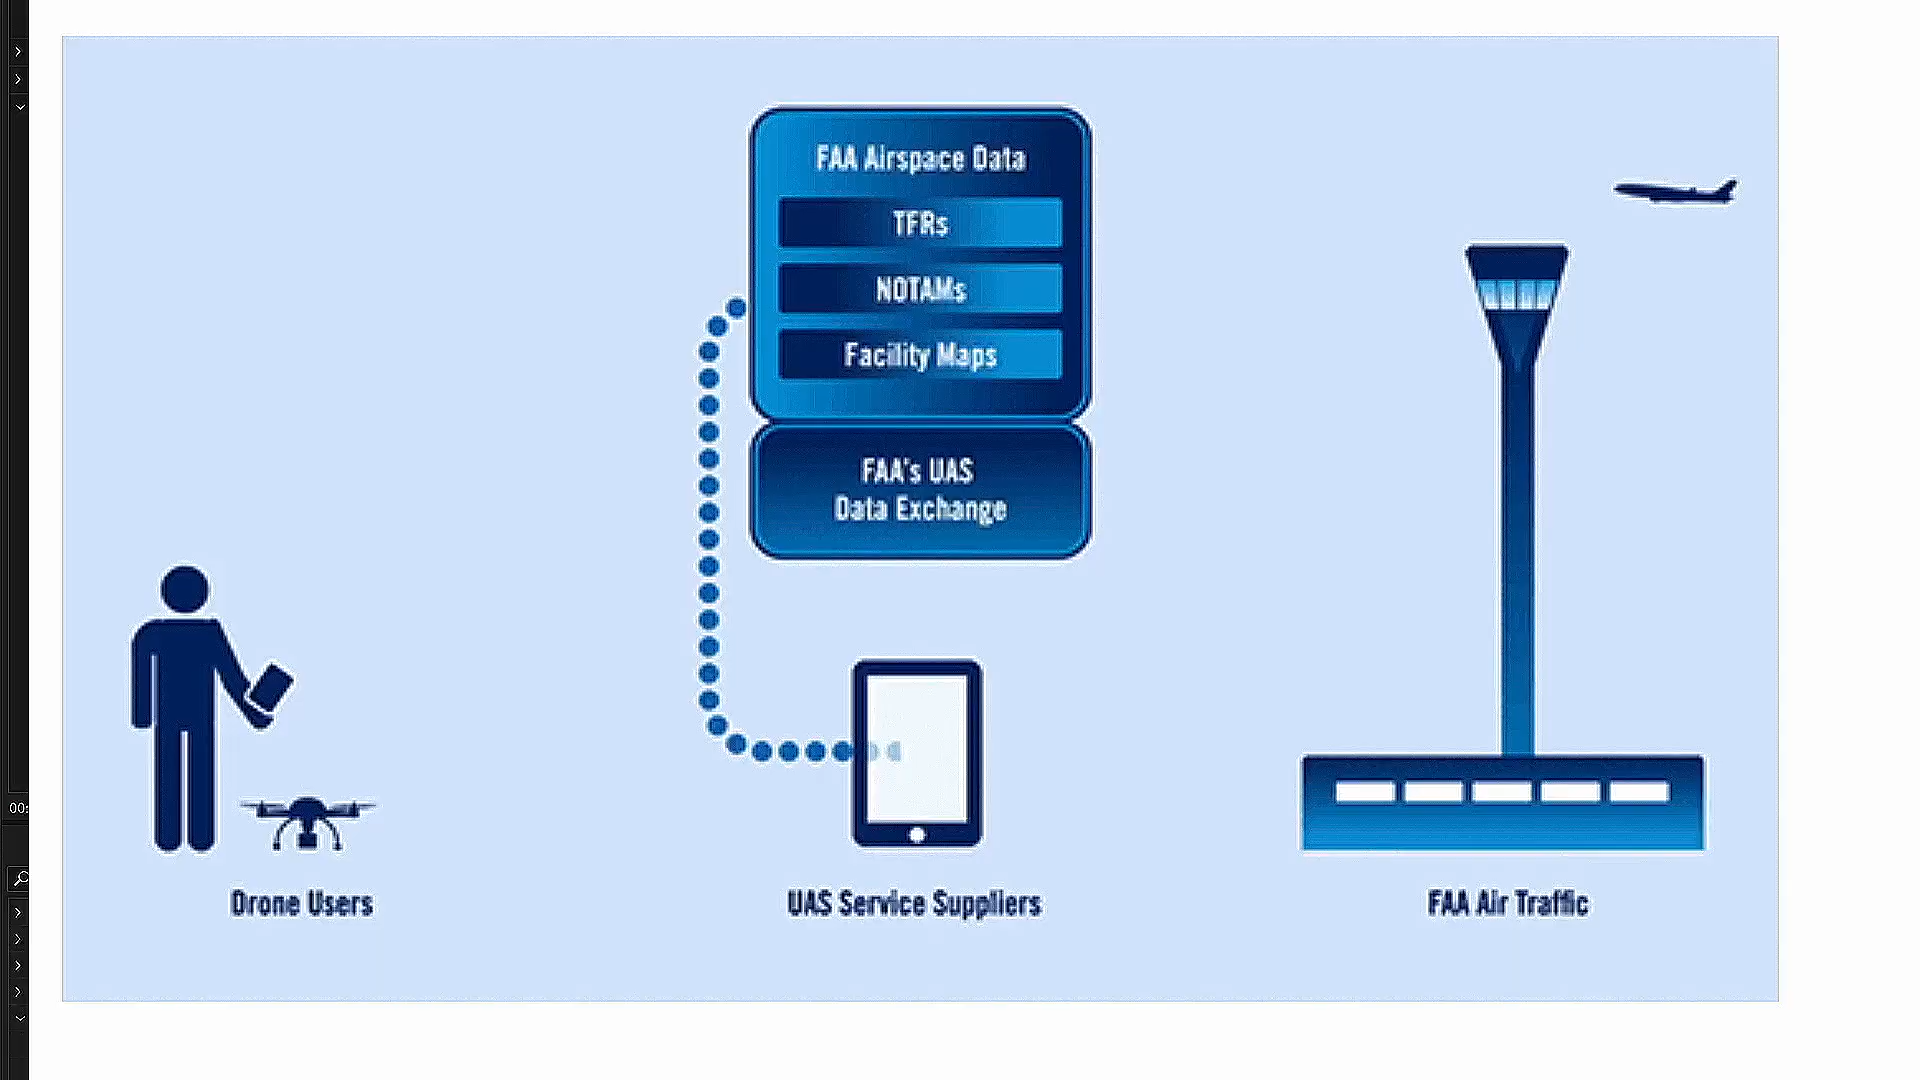 FAA Airspace Data
TFRs
NOTAMs
Facility Maps
FAA's UAS
Data Exchange
00:
Drone Users
UAS Service Suppliers
FAA Air Traffic